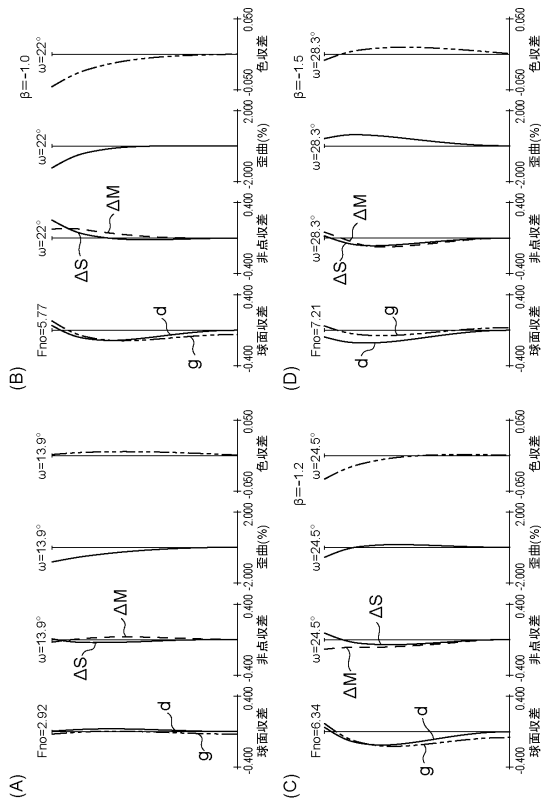 (A)
Fno=2.92
ω=13.9°
ω=13.9°
ω=13.9°
g
d
ΔS
ΔM
-0.400
0.400
球面収差
-0.400
0.400
非点収差
-2.000
2.000
歪曲(%)
-0.050
0.050
色収差
(B)
β=-1.0
Fno=5.77
ω=22°
ω=22°
ω=22°
g
d
ΔS
ΔM
-0.400
0.400
球面収差
-0.400
0.400
非点収差
-2.000
2.000
歪曲(%)
-0.050
0.050
色収差
(C)
β=-1.2
Fno=6.34
ω=24.5°
ω=24.5°
ω=24.5°
g
d
ΔM
ΔS
-0.400
0.400
球面収差
-0.400
0.400
非点収差
-2.000
2.000
歪曲(%)
-0.050
0.050
色収差
(D)
β=-1.5
Fno=7.21
ω=28.3°
ω=28.3°
ω=28.3°
d
g
ΔS
ΔM
-0.400
0.400
球面収差
-0.400
0.400
非点収差
-2.000
2.000
歪曲(%)
-0.050
0.050
色収差